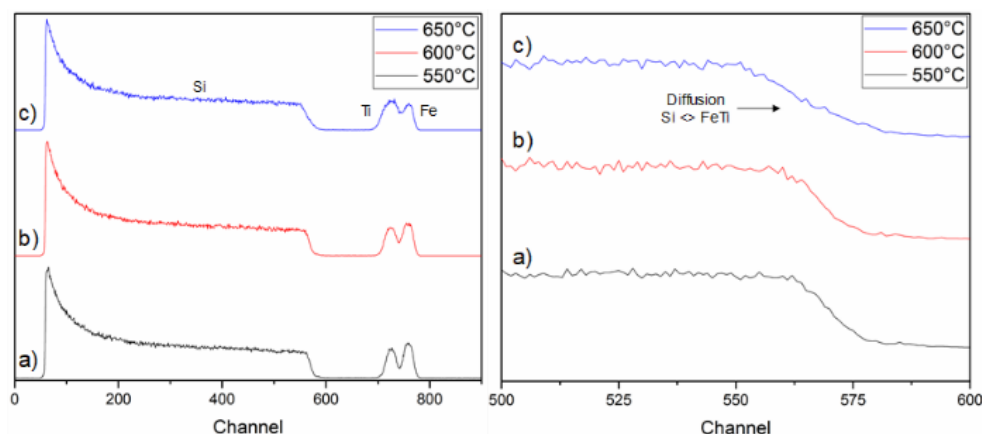 650°C
600°C
550°C
c)
Si
Ti
Fe
b)
a)
0
200
400
600
800
Channel
650°C
600°C
550°C
c)
Diffusion
Si <> FeTi
b)
a)
500
525
550
575
600
Channel